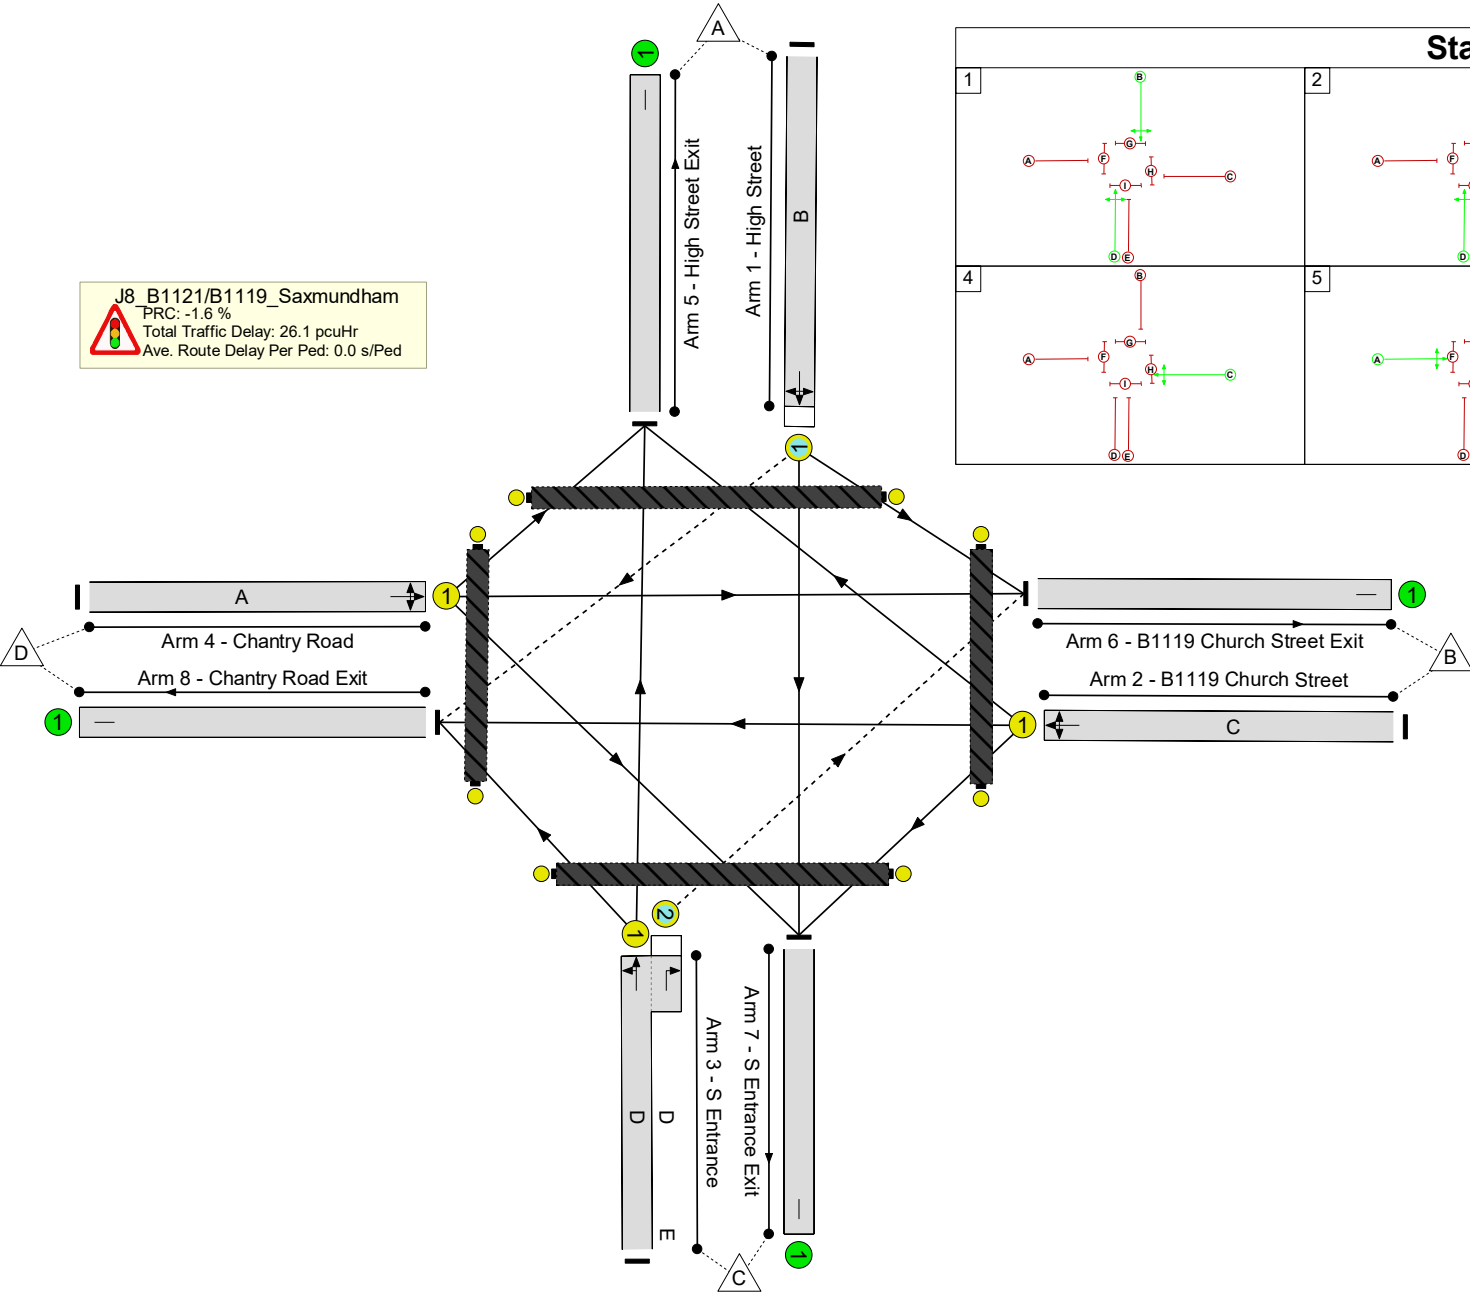 A
1
Arm 5 - High Street Exit
Arm 1 - High Street
B
J8_B1121/B1119_Saxmundham
PRC: -1.6 %
Total Traffic Delay: 26.1 pcuHr
Ave. Route Delay Per Ped: 0.0 s/Ped
Sta
1
B
A
F
G
H
I
C
D
E
2
A
F
D
4
B
A
F
G
H
I
C
D
E
5
A
F
D
1
A
1
Arm 4 - Chantry Road
D
Arm 8 - Chantry Road Exit
1
1
Arm 6 - B1119 Church Street Exit
B
Arm 2 - B1119 Church Street
1
C
1
2
D
D
E
Arm 3 - S Entrance
Arm 7 - S Entrance Exit
C
1